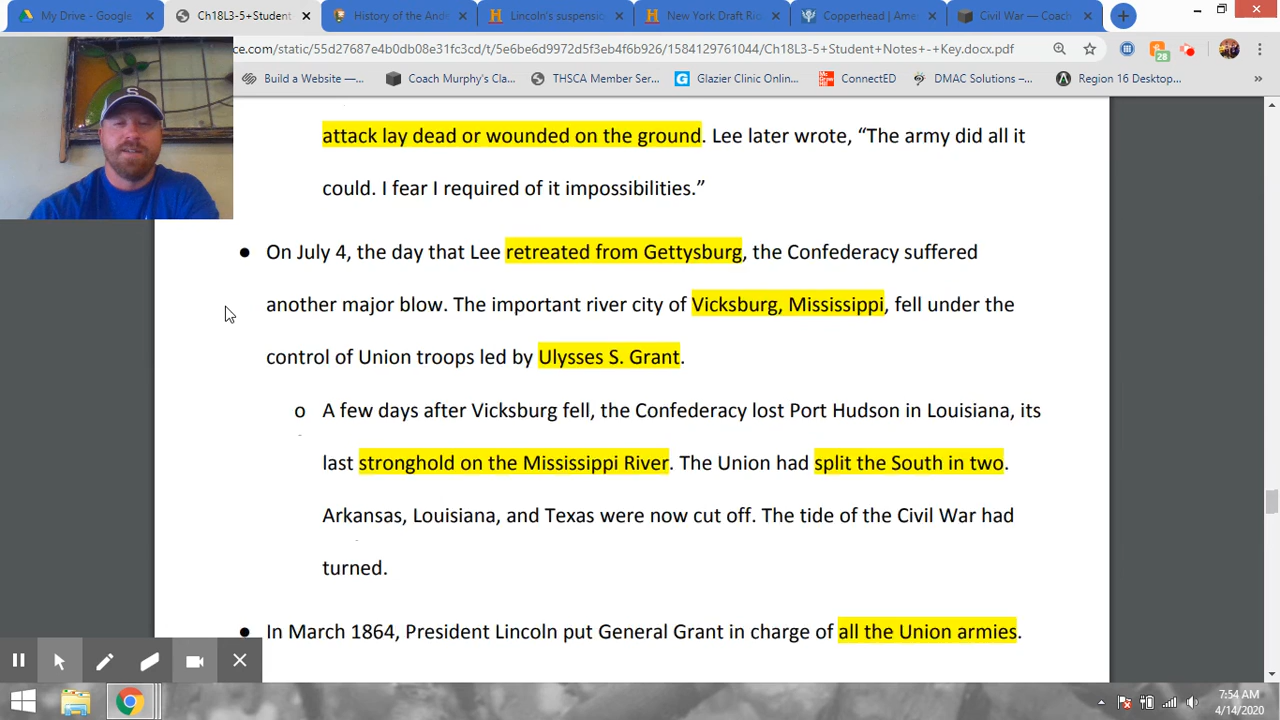 My Drive - Google
Ch18L3-5+Student
History of the And
Lincoln's suspensio
New York Draft Rio
Copperhead | Ame
Civil War — Coach
ce.com/static/55d27687e4b0db08e31fc3cd/t/5e6be6d9972d5f3eb4f6b926/1584129761044/Ch18L3-5+Student+Notes+-+Key.docx.pdf
28
Build a Website —...
Coach Murphy's Cla...
THSCA Member Ser...
Glazier Clinic Onlin...
ConnectED
DMAC Solutions –...
Region 16 Desktop...
»
S
attack lay dead or wounded on the ground. Lee later wrote, “The army did all it
could. I fear I required of it impossibilities.”
● On July 4, the day that Lee retreated from Gettysburg, the Confederacy suffered
another major blow. The important river city of Vicksburg, Mississippi, fell under the
control of Union troops led by Ulysses S. Grant.
o A few days after Vicksburg fell, the Confederacy lost Port Hudson in Louisiana, its
last stronghold on the Mississippi River. The Union had split the South in two.
Arkansas, Louisiana, and Texas were now cut off. The tide of the Civil War had
turned.
● In March 1864, President Lincoln put General Grant in charge of all the Union armies.
7:54 AM
4/14/2020